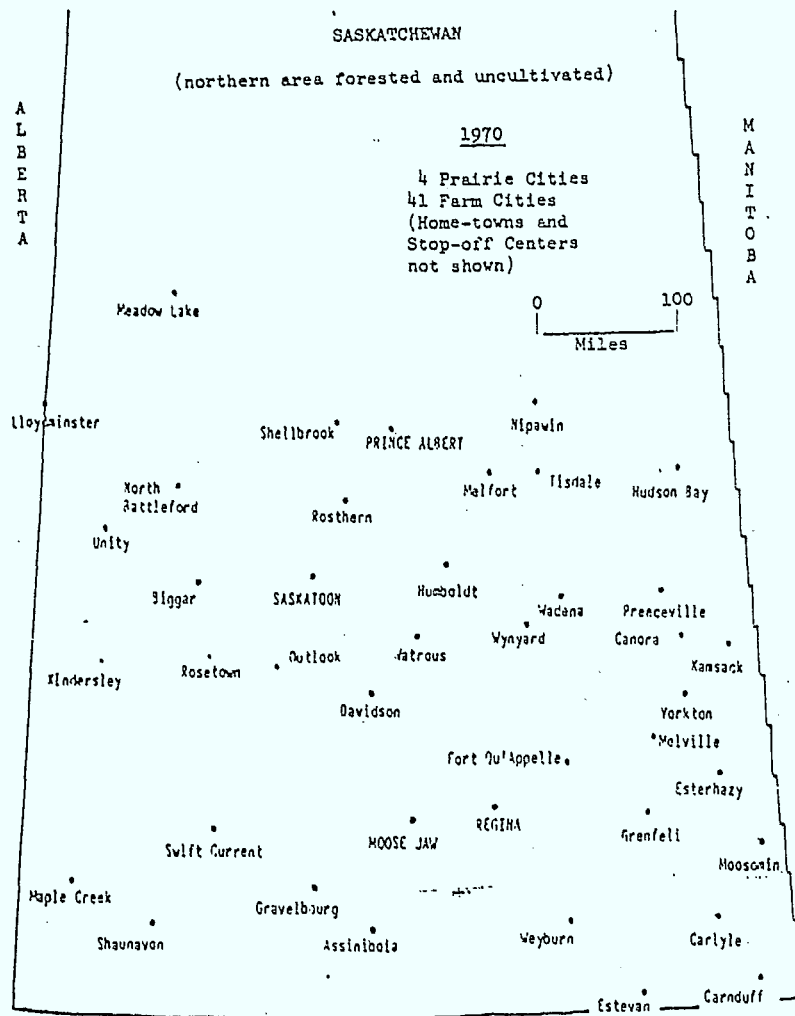 SASKATCHEWAN
(northern area forested and uncultivated)
ALBERTA
MANITOBA
1970
4 Prairie Cities
41 Farm Cities
(Home-towns and
Stop-off Centers
not shown)
0 100
Miles
Meadow Lake
Lloydminster
Shellbrook
PRINCE ALBERT
Nipawin
North
Battleford
Rosthern
Melfort
Tisdale
Hudson Bay
Unity
Biggar
SASKATOON
Humboldt
Wadena
Preeceville
Kindersley
Rosetown
Outlook
Watrous
Wynyard
Canora
Kamsack
Davidson
Yorkton
Melville
Fort Qu'Appelle
Esterhazy
Swift Current
MOOSE JAW
REGINA
Grenfell
Moosomin
Maple Creek
Gravelbourg
Shaunavon
Assiniboia
Weyburn
Carlyle
Estevan
Carnduff